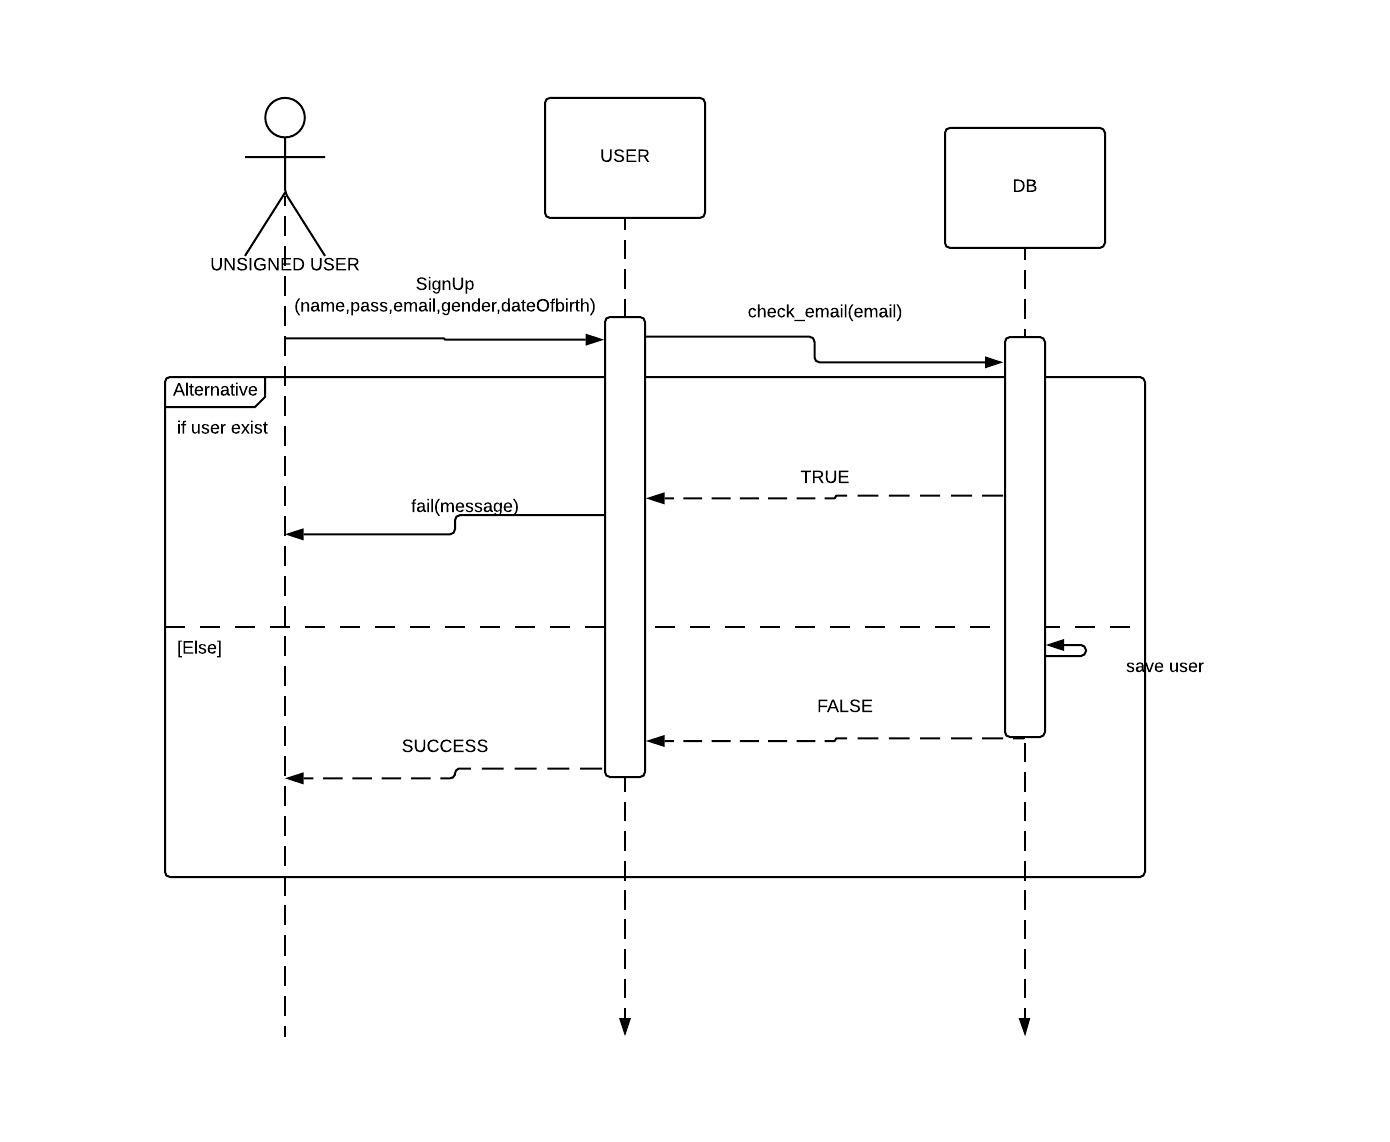 USER
DB
UNSIGNED USER
SignUp
(name,pass,email,gender,dateOfbirth)
check_email(email)
Alternative
if user exist
TRUE
fail(message)
[Else]
save user
FALSE
SUCCESS